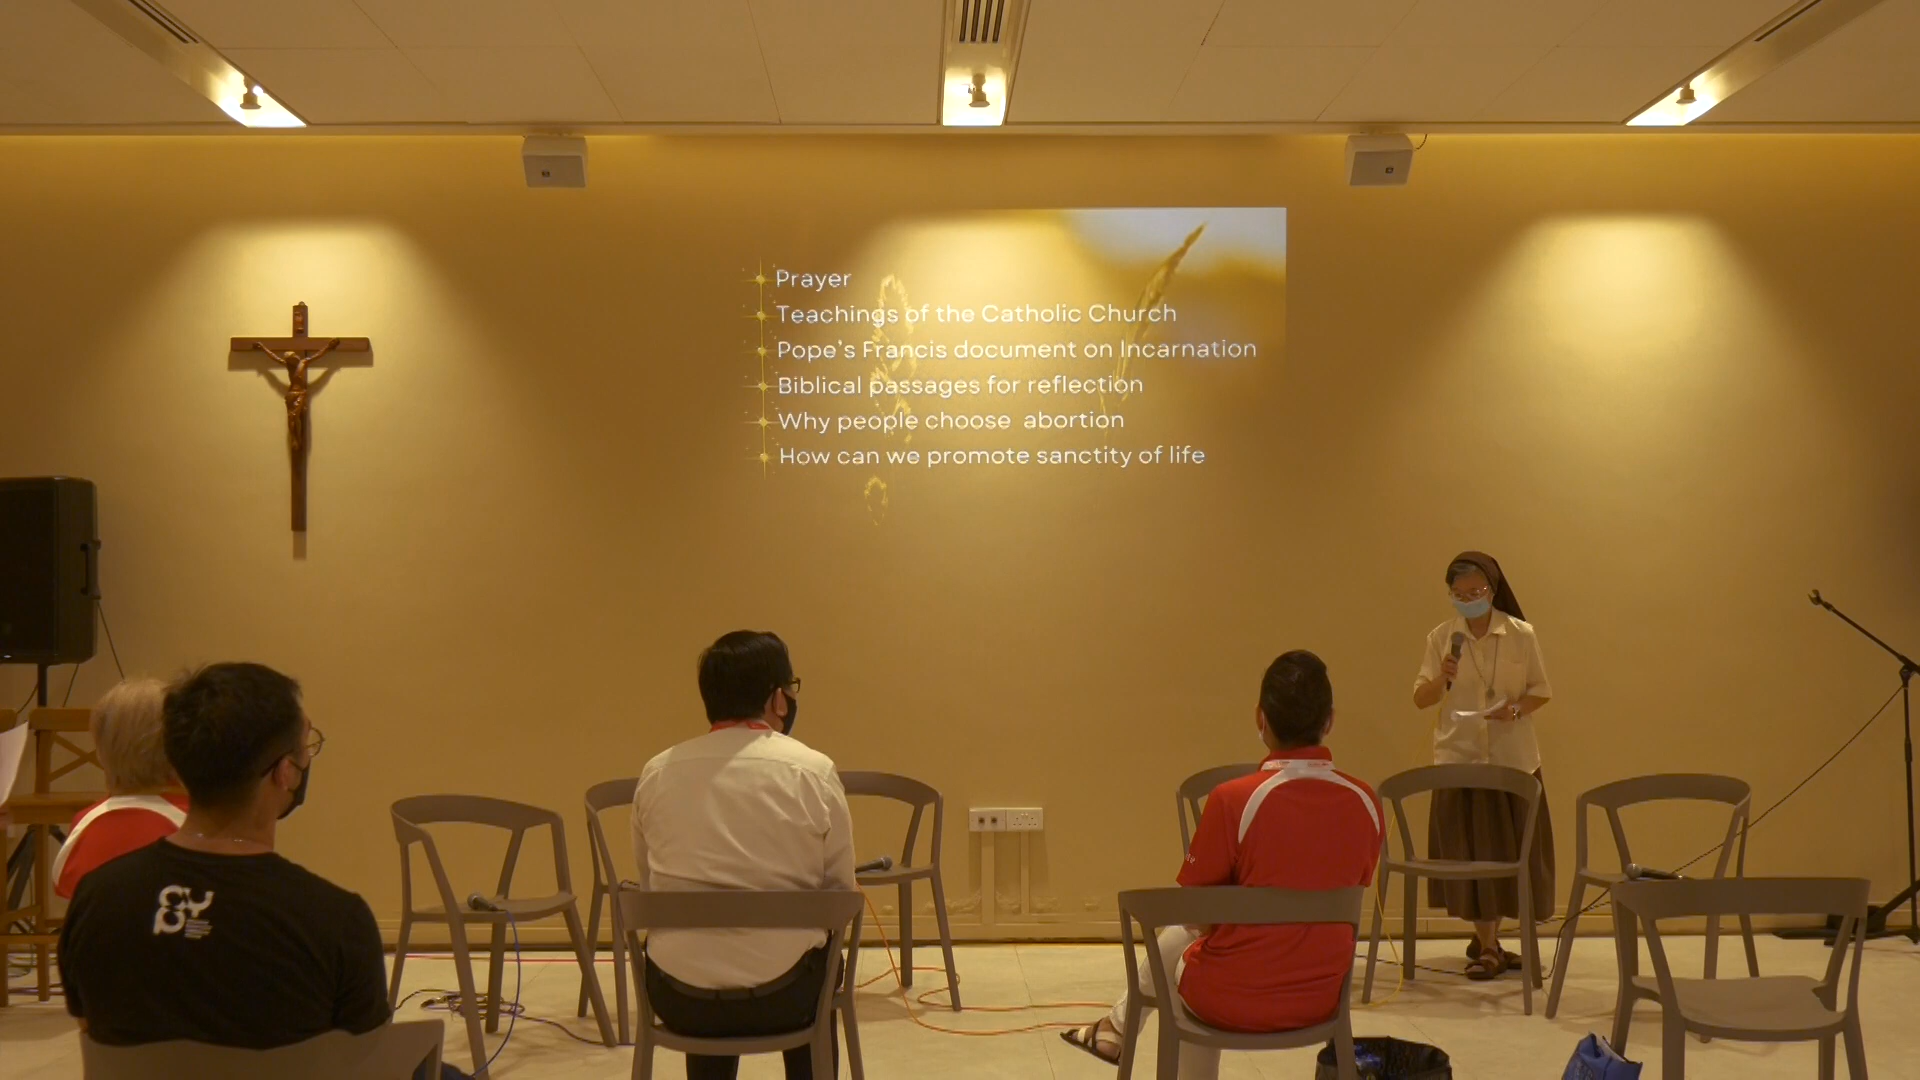 Prayer
Teachings of the Catholic Church
Pope's Francis document on Incarnation
Biblical passages for reflection
Why people choose abortion
How can we promote sanctity of life